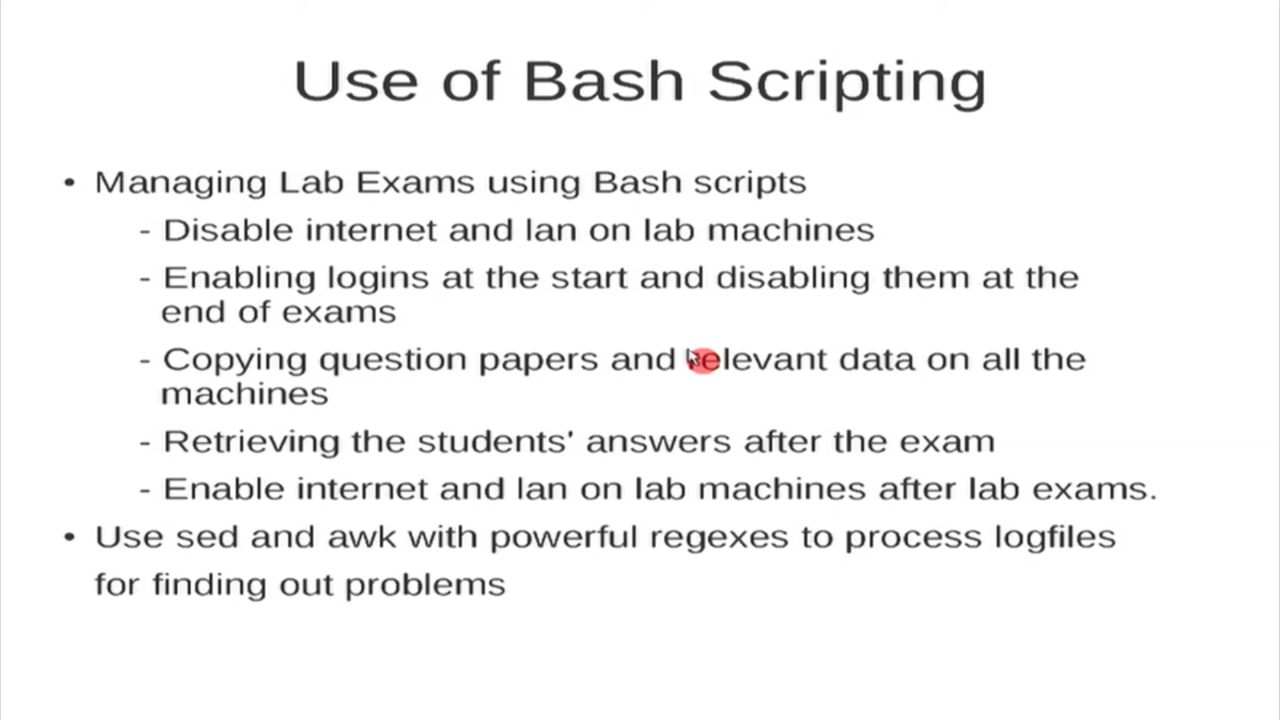 Use of Bash Scripting
• Managing Lab Exams using Bash scripts
- Disable internet and lan on lab machines
- Enabling logins at the start and disabling them at the
end of exams
- Copying question papers and relevant data on all the
machines
- Retrieving the students' answers after the exam
- Enable internet and lan on lab machines after lab exams.
• Use sed and awk with powerful regexes to process logfiles
for finding out problems